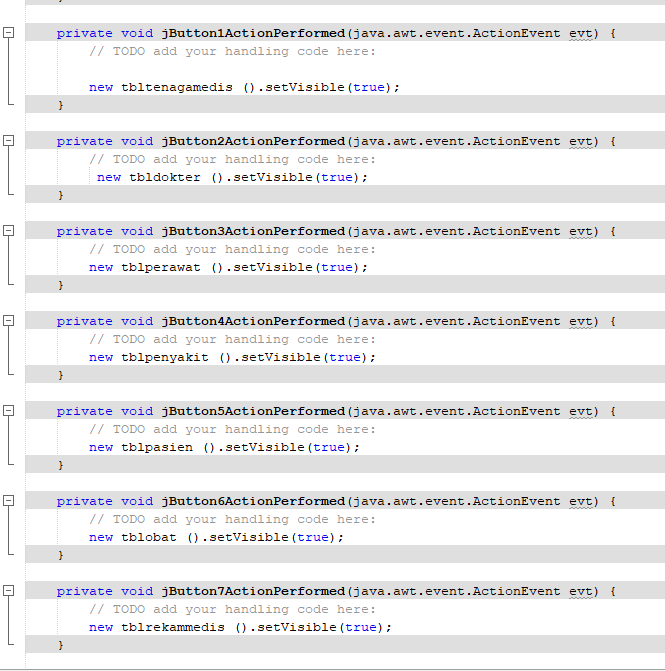 }
private void jButton1ActionPerformed(java.awt.event.ActionEvent evt) {
// TODO add your handling code here:
new tbltenagamedis ().setVisible(true);
}
private void jButton2ActionPerformed(java.awt.event.ActionEvent evt) {
// TODO add your handling code here:
new tbldokter ().setVisible(true);
}
private void jButton3ActionPerformed(java.awt.event.ActionEvent evt) {
// TODO add your handling code here:
new tblperawat ().setVisible(true);
}
private void jButton4ActionPerformed(java.awt.event.ActionEvent evt) {
// TODO add your handling code here:
new tblpenyakit ().setVisible(true);
}
private void jButton5ActionPerformed(java.awt.event.ActionEvent evt) {
// TODO add your handling code here:
new tblpasien ().setVisible(true);
}
private void jButton6ActionPerformed(java.awt.event.ActionEvent evt) {
// TODO add your handling code here:
new tblobat ().setVisible(true);
}
private void jButton7ActionPerformed(java.awt.event.ActionEvent evt) {
// TODO add your handling code here:
new tblrekammedis ().setVisible(true);
}